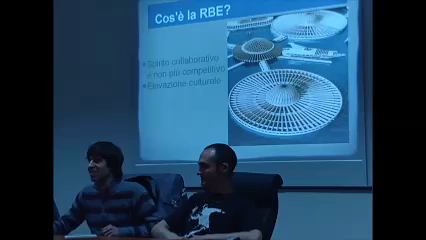 Cos'è la RBE?
Spirito collaborativo
e non più competitivo
Elevazione culturale